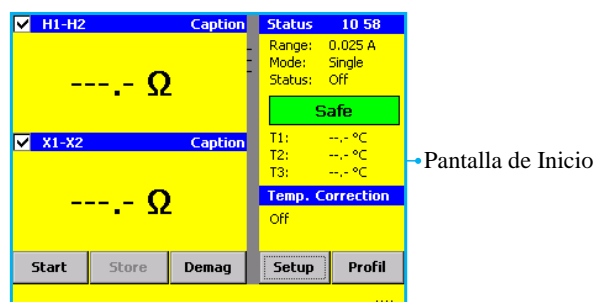 H1-H2 Caption
---.- Ω
X1-X2 Caption
---.- Ω
Start Store Demag
Status 10 58
Range: 0.025 A
Mode: Single
Status: Off
Safe
T1: --.- °C
T2: --.- °C
T3: --.- °C
Temp. Correction
Off
Setup Profil
Pantalla de Inicio